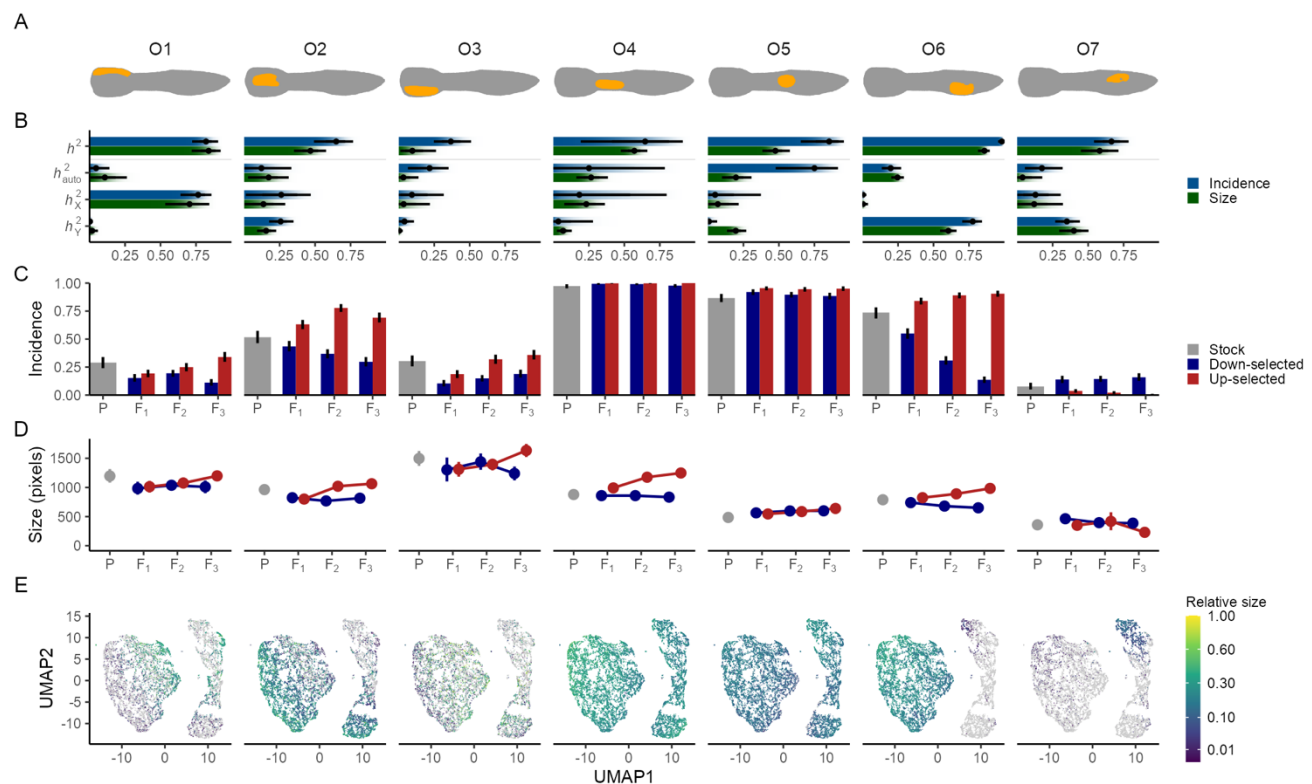 A
O1 O2 O3 O4 O5 O6 O7
B
h²
h²auto
h²X
h²Y
0.25 0.50 0.75 0.25 0.50 0.75 0.25 0.50 0.75 0.25 0.50 0.75 0.25 0.50 0.75 0.25 0.50 0.75 0.25 0.50 0.75
Incidence
Size
C
Incidence
1.00
0.75
0.50
0.25
0.00
P F₁ F₂ F₃ P F₁ F₂ F₃ P F₁ F₂ F₃ P F₁ F₂ F₃ P F₁ F₂ F₃ P F₁ F₂ F₃ P F₁ F₂ F₃
Stock
Down-selected
Up-selected
D
Size (pixels)
1500
1000
500
0
P F₁ F₂ F₃ P F₁ F₂ F₃ P F₁ F₂ F₃ P F₁ F₂ F₃ P F₁ F₂ F₃ P F₁ F₂ F₃ P F₁ F₂ F₃
E
UMAP2
15
10
5
0
-5
-10
-10 0 10 -10 0 10 -10 0 10 -10 0 10 -10 0 10 -10 0 10 -10 0 10
UMAP1
Relative size
1.00
0.60
0.30
0.10
0.01